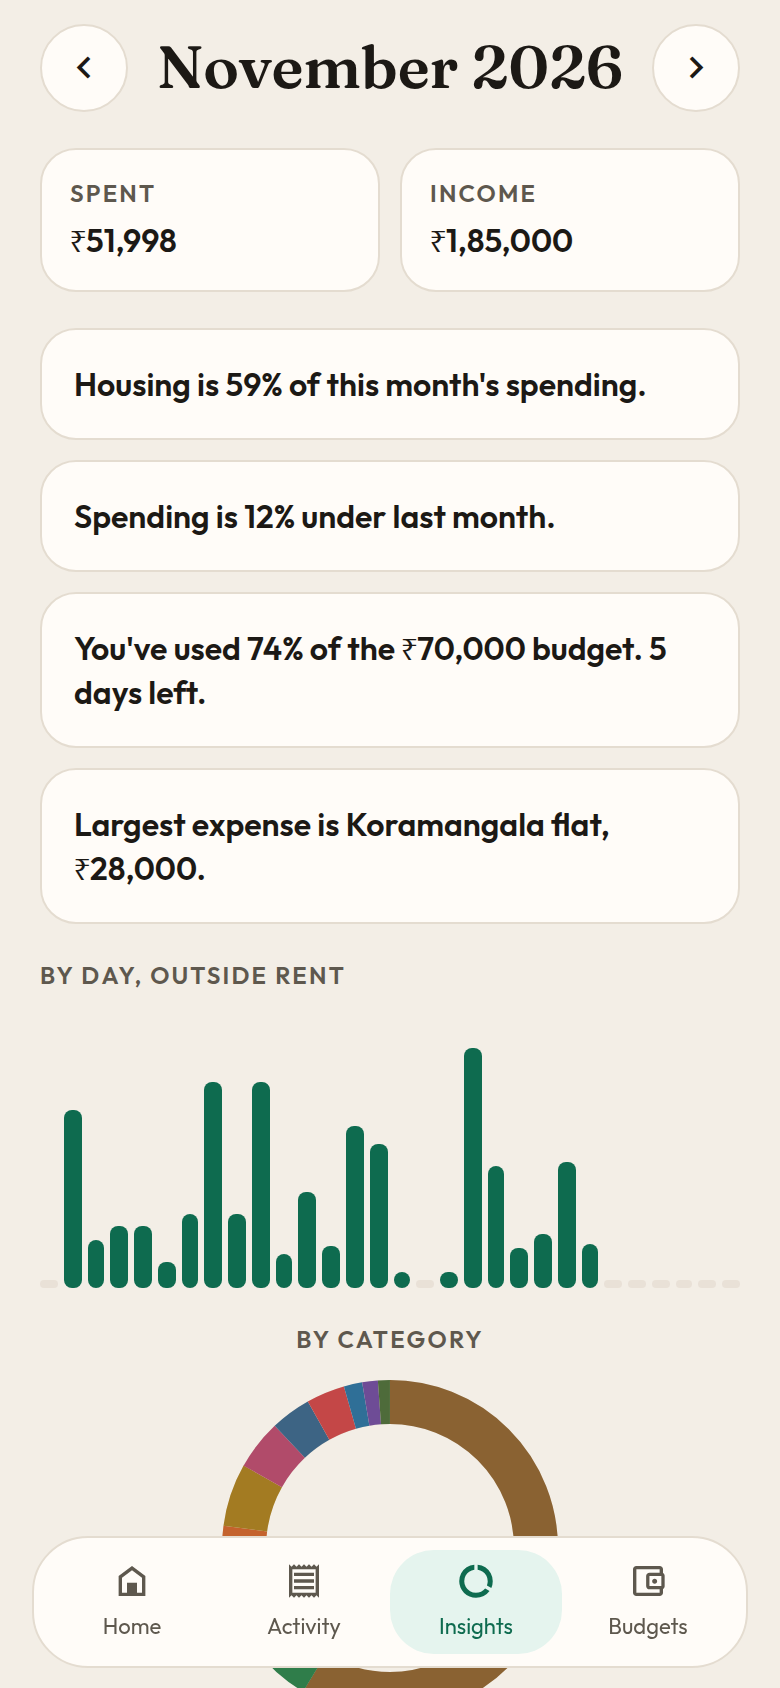 November 2026
SPENT
₹51,998
INCOME
₹1,85,000
Housing is 59% of this month's spending.
Spending is 12% under last month.
You've used 74% of the ₹70,000 budget. 5
days left.
Largest expense is Koramangala flat,
₹28,000.
BY DAY, OUTSIDE RENT
BY CATEGORY
Home
Activity
Insights
Budgets